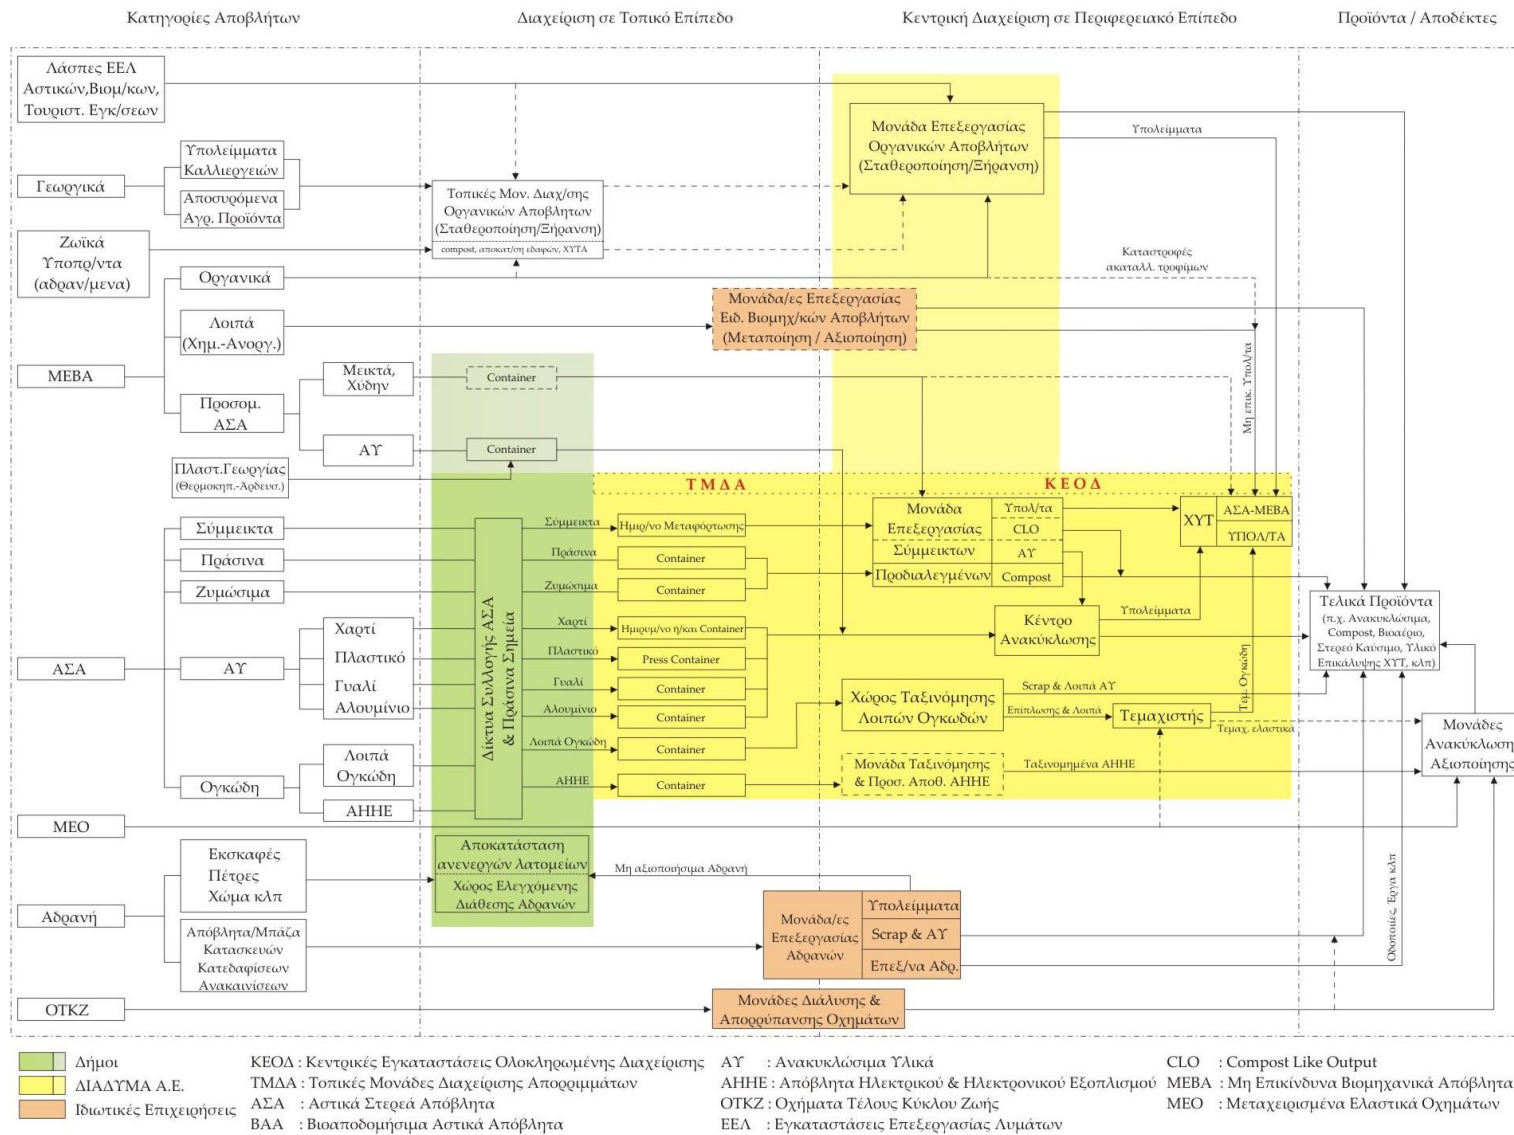 Κατηγορίες Αποβλήτων
Διαχείριση σε Τοπικό Επίπεδο
Κεντρική Διαχείριση σε Περιφερειακό Επίπεδο
Προϊόντα / Αποδέκτες
Λάσπες ΕΕΛ
Αστικών,Βιομ/κων,
Τουριστ. Εγκ/σεων
Γεωργικά
Υπολείμματα
Καλλιεργειών
Αποσυρόμενα
Αγρ. Προϊόντα
Ζωϊκά
Υποπρ/ντα
(αδραν/μενα)
ΜΕΒΑ
Οργανικά
Λοιπά
(Χημ.-Ανοργ.)
Προσομ.
ΑΣΑ
Μεικτά,
Χύδην
ΑΥ
Πλαστ.Γεωργίας
(Θερμοκηπ.-Άρδευσ.)
ΑΣΑ
Σύμμεικτα
Πράσινα
Ζυμώσιμα
ΑΥ
Χαρτί
Πλαστικό
Γυαλί
Αλουμίνιο
Ογκώδη
Λοιπά
Ογκώδη
ΑΗΗΕ
ΜΕΟ
Αδρανή
Εκσκαφές
Πέτρες
Χώμα κλπ
Απόβλητα/Μπάζα
Κατασκευών
Κατεδαφίσεων
Ανακαινίσεων
ΟΤΚΖ
Τοπικές Μον. Διαχ/σης
Οργανικών Αποβλητων
(Σταθεροποίηση/Ξήρανση)
compost, αποκατ/ση εδαφών, ΧΥΤΑ
Container
Container
Δίκτυα Συλλογής ΑΣΑ
& Πράσινα Σημεία
Σύμμεικτα
Πράσινα
Ζυμώσιμα
Χαρτί
Πλαστικό
Γυαλί
Αλουμίνιο
Λοιπά Ογκώδη
ΑΗΗΕ
ΤΜΔΑ
Ημιρ/νο Μεταφόρτωσης
Container
Container
Ημιρυμ/νο ή/και Container
Press Container
Container
Container
Container
Container
Αποκατάσταση
ανενεργών λατομείων
Χώρος Ελεγχόμενης
Διάθεσης Αδρανών
Μη αξιοποιήσιμα Αδρανή
Μονάδα Επεξεργασίας
Οργανικών Αποβλήτων
(Σταθεροποίηση/Ξήρανση)
Υπολείμματα
Καταστροφές
ακαταλλ. τροφίμων
Μονάδα/ες Επεξεργασίας
Ειδ. Βιομηχ/κών Αποβλήτων
(Μεταποίηση / Αξιοποίηση)
Μη επικ. Υπολ/τα
ΚΕΟΔ
Μονάδα
Επεξεργασίας
Σύμμεικτων
Προδιαλεγμένων
Υπολ/τα
CLO
ΑΥ
Compost
ΧΥΤ
ΑΣΑ-ΜΕΒΑ
ΥΠΟΛ/ΤΑ
Κέντρο
Ανακύκλωσης
Υπολείμματα
Τεμ. Ογκώδη
Χώρος Ταξινόμησης
Λοιπών Ογκωδών
Scrap & Λοιπά ΑΥ
Επίπλωσης & Λοιπά
Τεμαχιστής
Τεμαχ. ελαστικά
Μονάδα Ταξινόμησης
& Προσ. Αποθ. ΑΗΗΕ
Ταξινομημένα ΑΗΗΕ
Τελικά Προϊόντα
(π.χ. Ανακυκλώσιμα,
Compost, Βιοαέριο,
Στερεό Καύσιμο, Υλικό
Επικάλυψης ΧΥΤ, κλπ)
Μονάδες
Ανακύκλωση
Αξιοποίησης
Μονάδα/ες
Επεξεργασίας
Αδρανών
Υπολείμματα
Scrap & ΑΥ
Επεξ/να Αδρ.
Οδοποιίες, Έργα κλπ
Μονάδες Διάλυσης &
Απορρύπανσης Οχημάτων
Δήμοι
ΔΙΑΔΥΜΑ Α.Ε.
Ιδιωτικές Επιχειρήσεις
ΚΕΟΔ : Κεντρικές Εγκαταστάσεις Ολοκληρωμένης Διαχείρισης
ΤΜΔΑ : Τοπικές Μονάδες Διαχείρισης Απορριμμάτων
ΑΣΑ : Αστικά Στερεά Απόβλητα
ΒΑΑ : Βιοαποδομήσιμα Αστικά Απόβλητα
ΑΥ : Ανακυκλώσιμα Υλικά
ΑΗΗΕ : Απόβλητα Ηλεκτρικού & Ηλεκτρονικού Εξοπλισμού
ΟΤΚΖ : Οχήματα Τέλους Κύκλου Ζωής
ΕΕΛ : Εγκαταστάσεις Επεξεργασίας Λυμάτων
CLO : Compost Like Output
ΜΕΒΑ : Μη Επικίνδυνα Βιομηχανικά Απόβλητα
ΜΕΟ : Μεταχειρισμένα Ελαστικά Οχημάτων